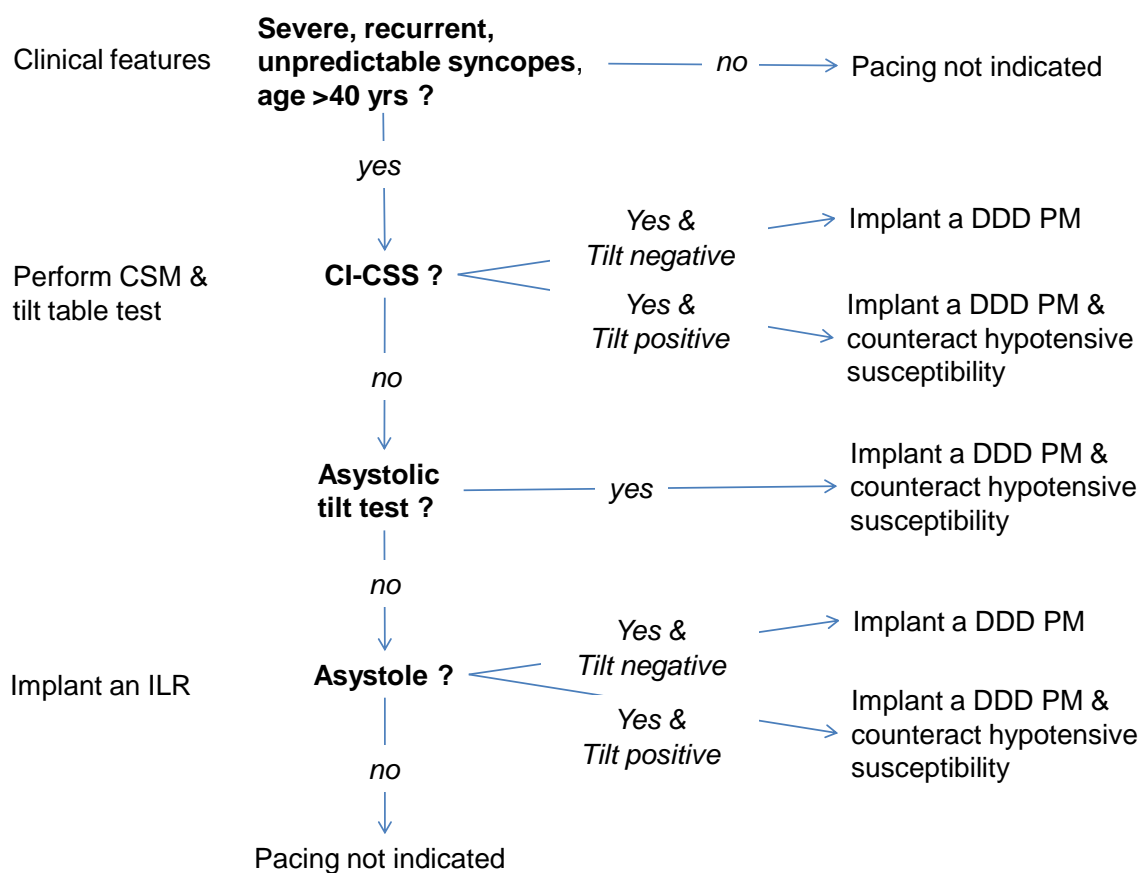 Clinical features
Severe, recurrent,
unpredictable syncopes,
age >40 yrs ?
no
Pacing not indicated
yes
Perform CSM &
tilt table test
CI-CSS ?
Yes &
Tilt negative
Implant a DDD PM
Yes &
Tilt positive
Implant a DDD PM &
counteract hypotensive
susceptibility
no
Asystolic
tilt test ?
yes
Implant a DDD PM &
counteract hypotensive
susceptibility
no
Implant an ILR
Asystole ?
Yes &
Tilt negative
Implant a DDD PM
Yes &
Tilt positive
Implant a DDD PM &
counteract hypotensive
susceptibility
no
Pacing not indicated